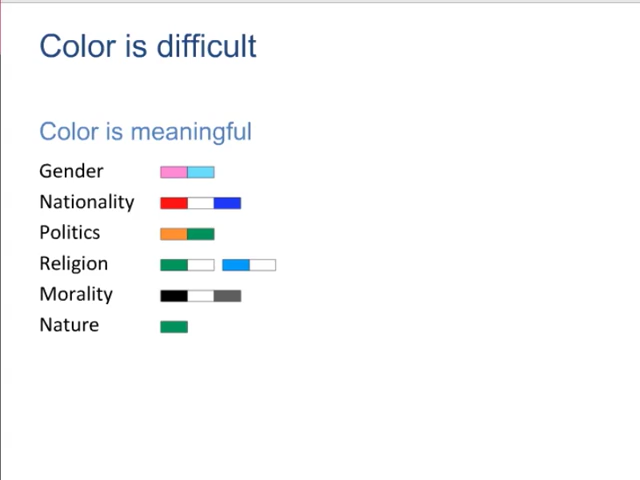 Color is difficult
Color is meaningful
Gender
Nationality
Politics
Religion
Morality
Nature